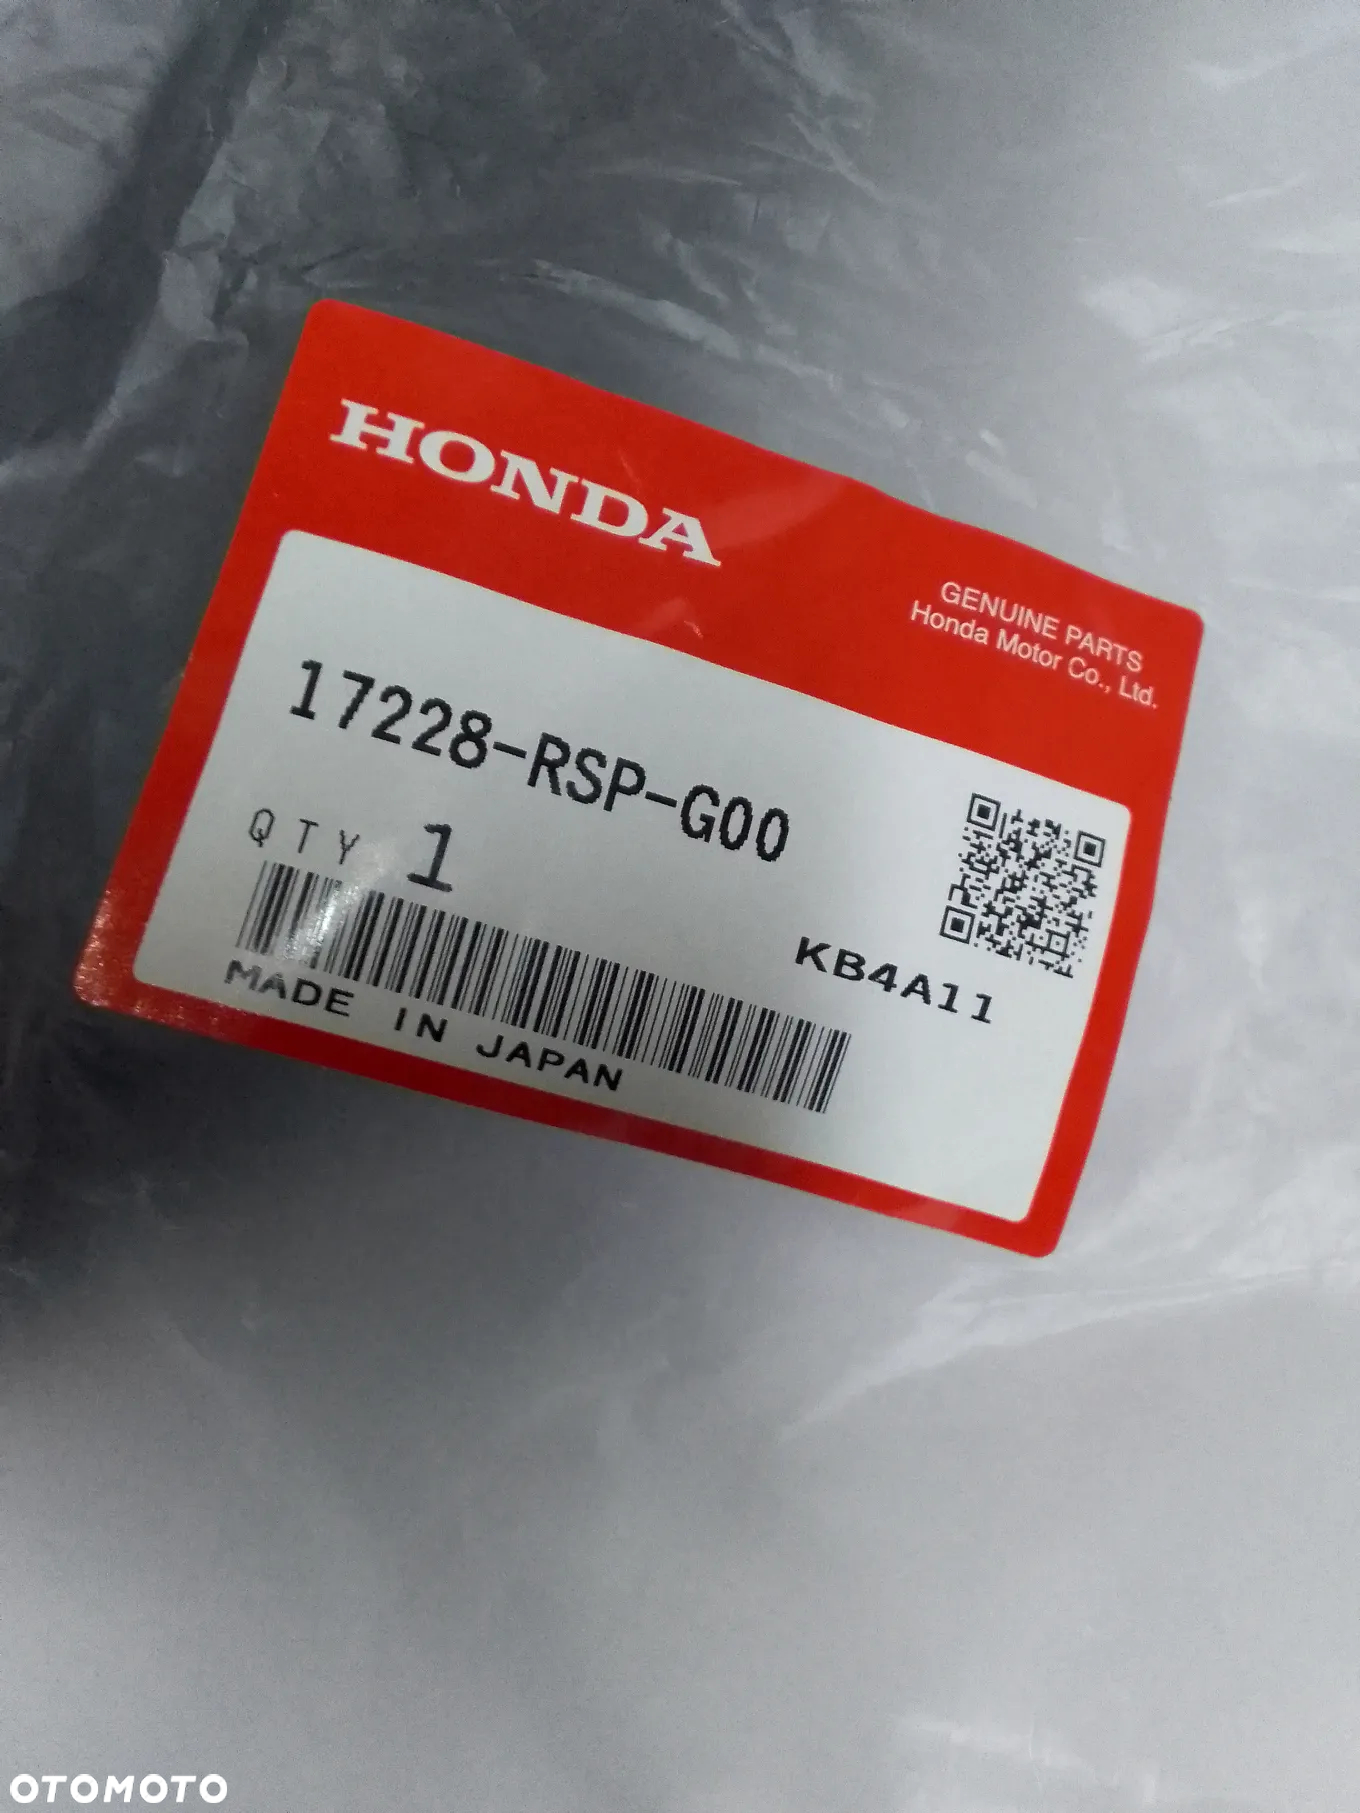 HONDA
GENUINE PARTS
Honda Motor Co., Ltd.
17228-RSP-G00
QTY 1
KB4A11
MADE IN JAPAN
OTOMOTO